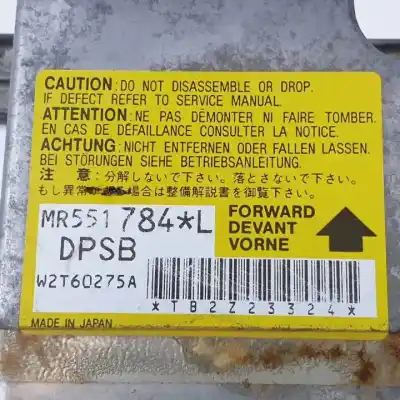 CAUTION: DO NOT DISASSEMBLE OR DROP.
IF DEFECT REFER TO SERVICE MANUAL.
ATTENTION: NE PAS DÉMONTER NI FAIRE TOMBER.
EN CAS DE DÉFAILLANCE CONSULTER LA NOTICE.
ACHTUNG: NICHT ENTFERNEN ODER FALLEN LASSEN.
BEI STÖRUNGEN SIEHE BETRIEBSANLEITUNG.
注 意:分解しないで下さい。落とさないで下さい。
もし異常 場合は整備解説書を御覧下さい。
MR551784*L
DPSB
FORWARD
DEVANT
VORNE
W2T60275A
*TB2Z23324*
MADE IN JAPAN